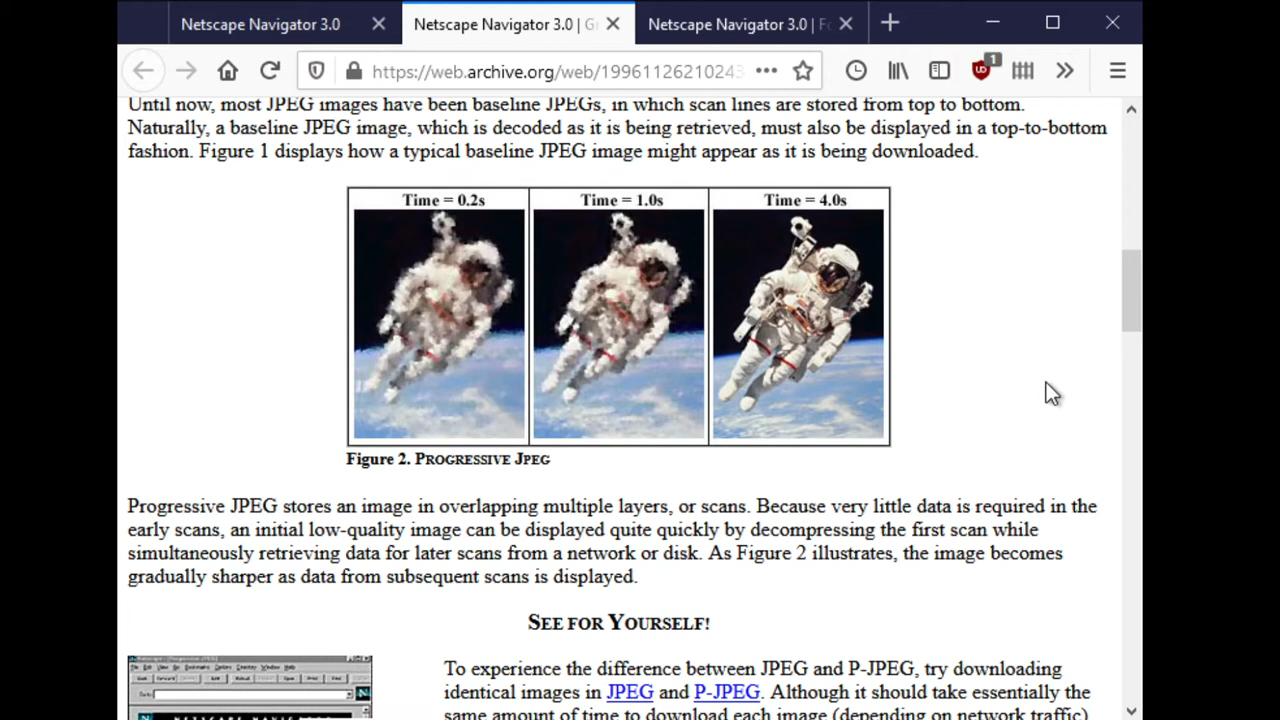 Netscape Navigator 3.0
Netscape Navigator 3.0 | G
Netscape Navigator 3.0 | Fo
https://web.archive.org/web/19961126210243
1
Until now, most JPEG images have been baseline JPEGs, in which scan lines are stored from top to bottom.
Naturally, a baseline JPEG image, which is decoded as it is being retrieved, must also be displayed in a top-to-bottom
fashion. Figure 1 displays how a typical baseline JPEG image might appear as it is being downloaded.
Time = 0.2s
Time = 1.0s
Time = 4.0s
Figure 2. PROGRESSIVE JPEG
Progressive JPEG stores an image in overlapping multiple layers, or scans. Because very little data is required in the
early scans, an initial low-quality image can be displayed quite quickly by decompressing the first scan while
simultaneously retrieving data for later scans from a network or disk. As Figure 2 illustrates, the image becomes
gradually sharper as data from subsequent scans is displayed.
SEE FOR YOURSELF!
To experience the difference between JPEG and P-JPEG, try downloading
identical images in JPEG and P-JPEG. Although it should take essentially the
same amount of time to download each image (depending on network traffic)